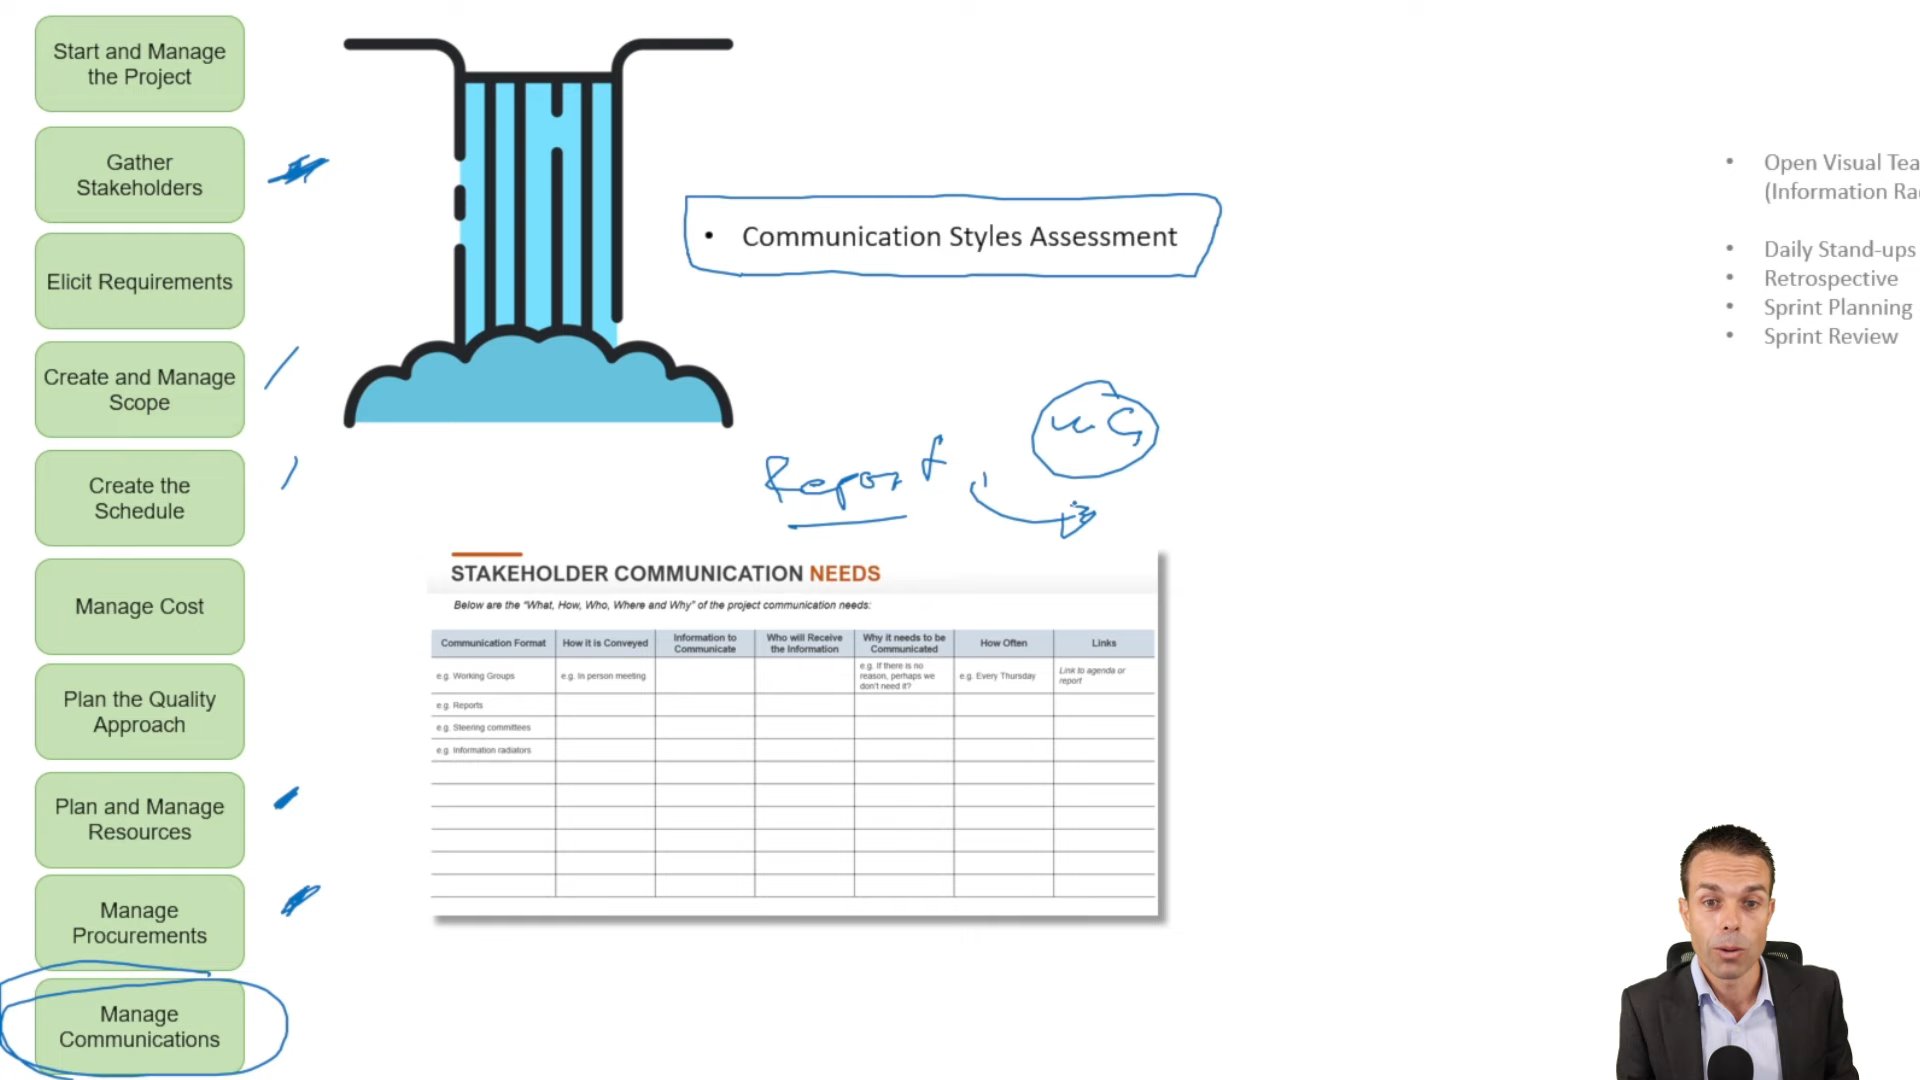 Start and Manage
the Project
Gather
Stakeholders
Elicit Requirements
Create and Manage
Scope
Create the
Schedule
Manage Cost
Plan the Quality
Approach
Plan and Manage
Resources
Manage
Procurements
Manage
Communications
• Communication Styles Assessment
Report
WG
STAKEHOLDER COMMUNICATION NEEDS
Below are the "What, How, Who, Where and Why" of the project communication needs:
Communication Format How it is Conveyed Information to Communicate Who will Receive the Information Why it needs to be Communicated How Often Links
e.g. Working Groups e.g. In person meeting e.g. If there is no reason, perhaps we don't need it? e.g. Every Thursday Link to agenda or report
e.g. Reports
e.g. Steering committees
e.g. Information radiators
• Open Visual
(Information
• Daily Stand-ups
• Retrospective
• Sprint Planning
• Sprint Review